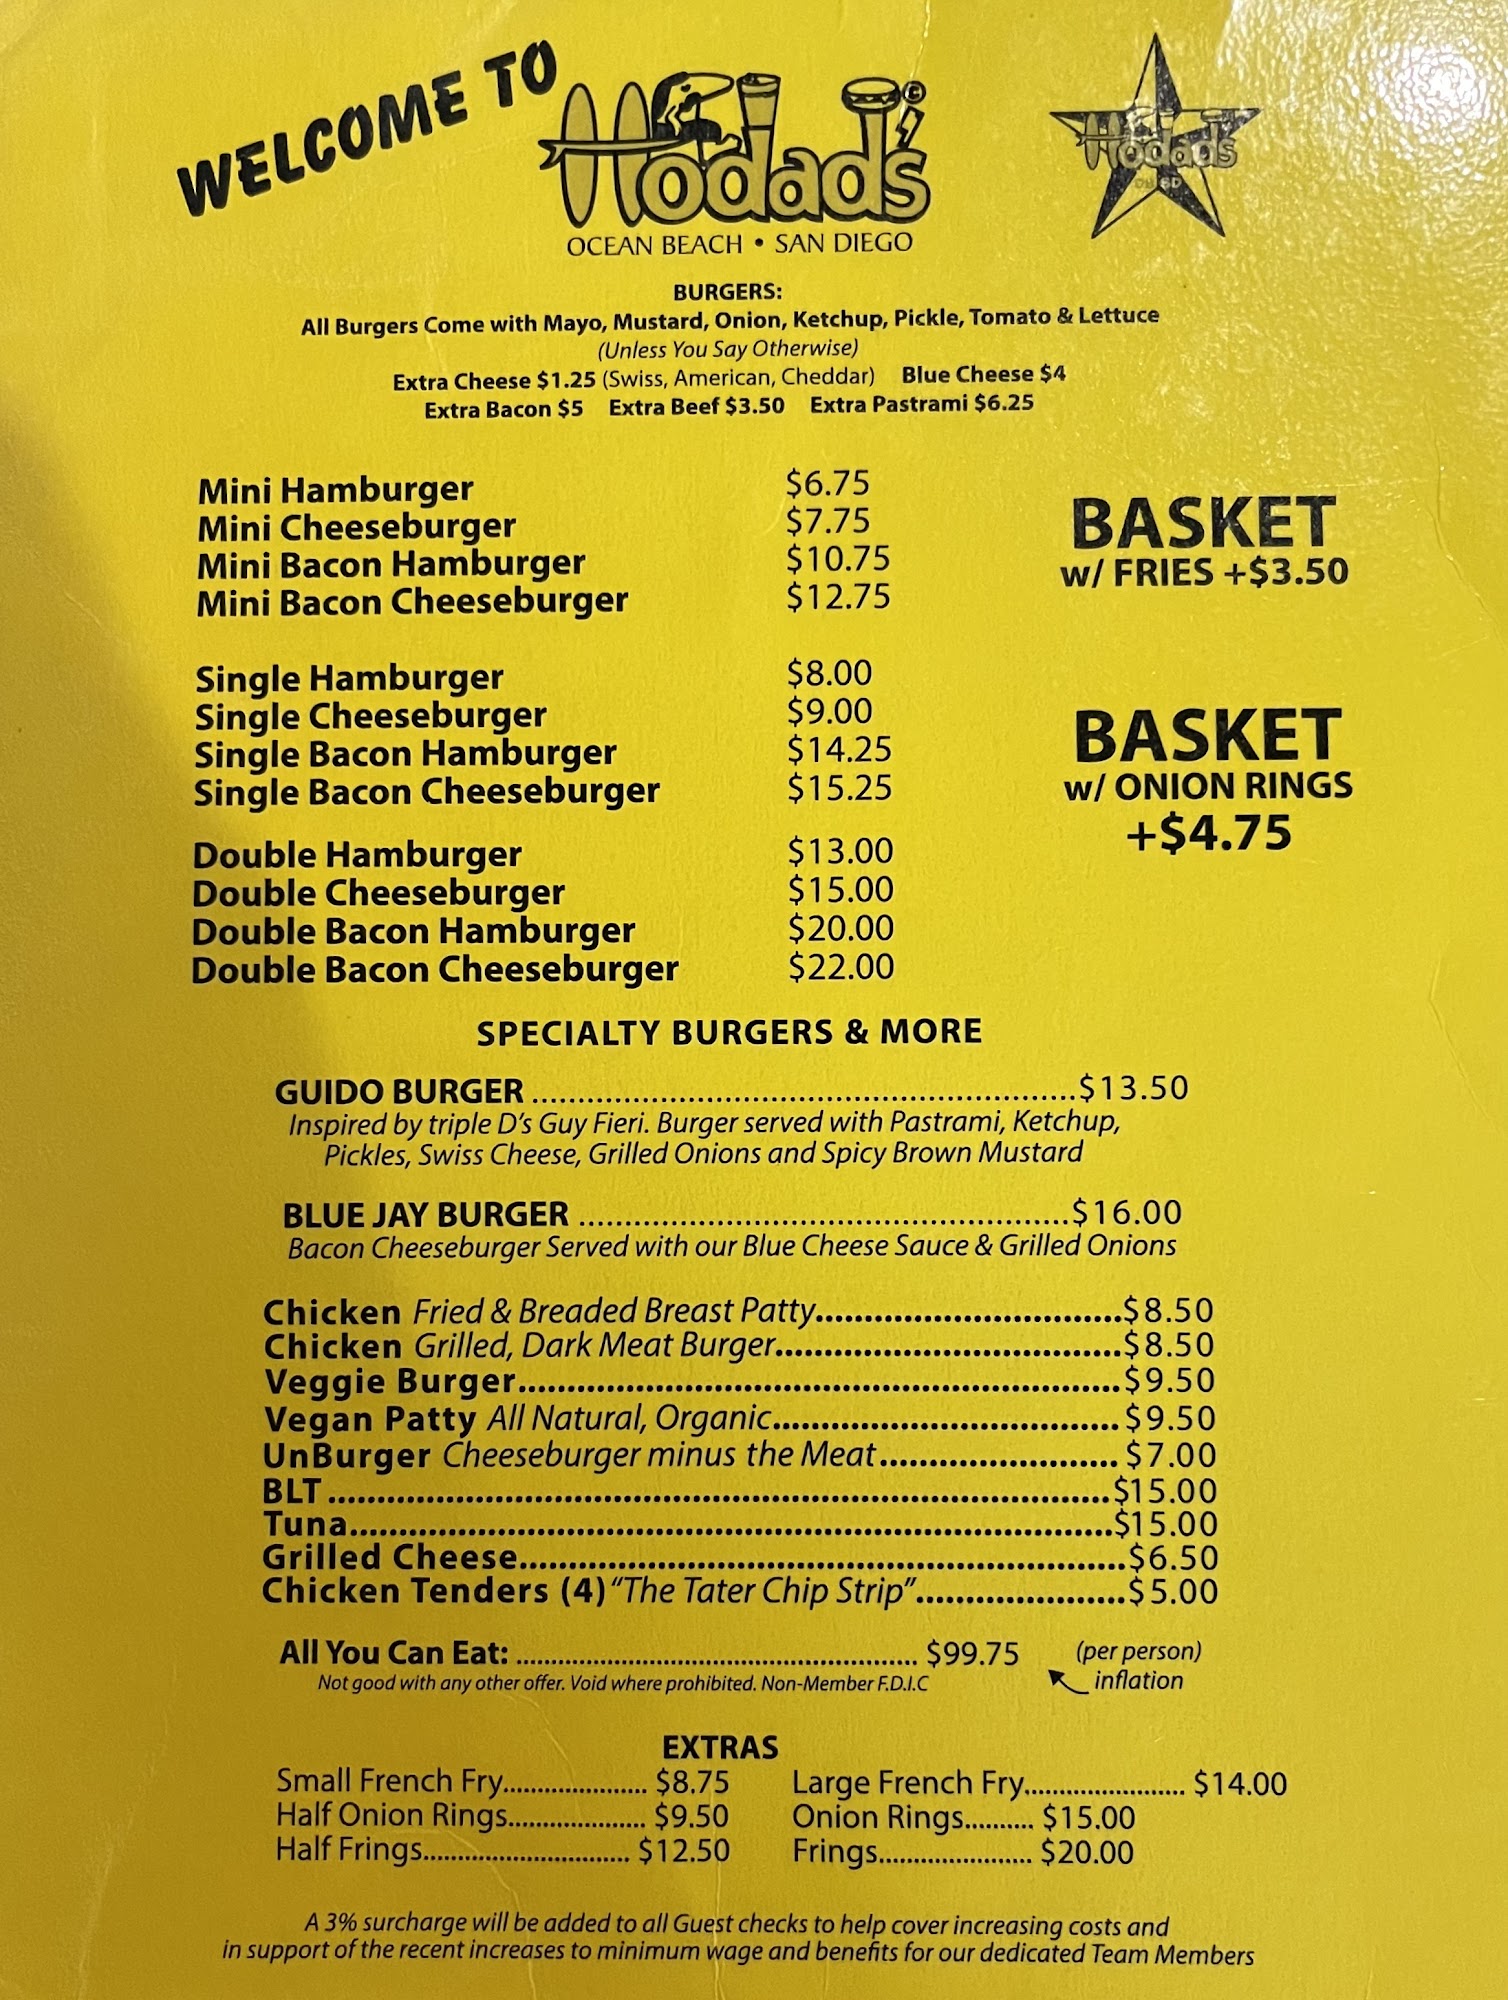 WELCOME TO
Hodad's ©
OCEAN BEACH • SAN DIEGO
Hodad's
BURGERS:
All Burgers Come with Mayo, Mustard, Onion, Ketchup, Pickle, Tomato & Lettuce
(Unless You Say Otherwise)
Extra Cheese $1.25 (Swiss, American, Cheddar) Blue Cheese $4
Extra Bacon $5 Extra Beef $3.50 Extra Pastrami $6.25
Mini Hamburger $6.75
Mini Cheeseburger $7.75
Mini Bacon Hamburger $10.75
Mini Bacon Cheeseburger $12.75
BASKET
w/ FRIES +$3.50
Single Hamburger $8.00
Single Cheeseburger $9.00
Single Bacon Hamburger $14.25
Single Bacon Cheeseburger $15.25
BASKET
w/ ONION RINGS
+$4.75
Double Hamburger $13.00
Double Cheeseburger $15.00
Double Bacon Hamburger $20.00
Double Bacon Cheeseburger $22.00
SPECIALTY BURGERS & MORE
GUIDO BURGER ............................................................$13.50
Inspired by triple D's Guy Fieri. Burger served with Pastrami, Ketchup,
Pickles, Swiss Cheese, Grilled Onions and Spicy Brown Mustard
BLUE JAY BURGER ......................................................$16.00
Bacon Cheeseburger Served with our Blue Cheese Sauce & Grilled Onions
Chicken Fried & Breaded Breast Patty................................$8.50
Chicken Grilled, Dark Meat Burger....................................$8.50
Veggie Burger..............................................................$9.50
Vegan Patty All Natural, Organic.................................... $9.50
UnBurger Cheeseburger minus the Meat......................... $7.00
BLT.................................................................................$15.00
Tuna...............................................................................$15.00
Grilled Cheese...............................................................$6.50
Chicken Tenders (4) "The Tater Chip Strip"......................$5.00
All You Can Eat: ........................................................ $99.75 (per person)
Not good with any other offer. Void where prohibited. Non-Member F.D.I.C inflation
EXTRAS
Small French Fry...................... $8.75 Large French Fry........................ $14.00
Half Onion Rings..................... $9.50 Onion Rings.......... $15.00
Half Frings.............................. $12.50 Frings....................... $20.00
A 3% surcharge will be added to all Guest checks to help cover increasing costs and
in support of the recent increases to minimum wage and benefits for our dedicated Team Members